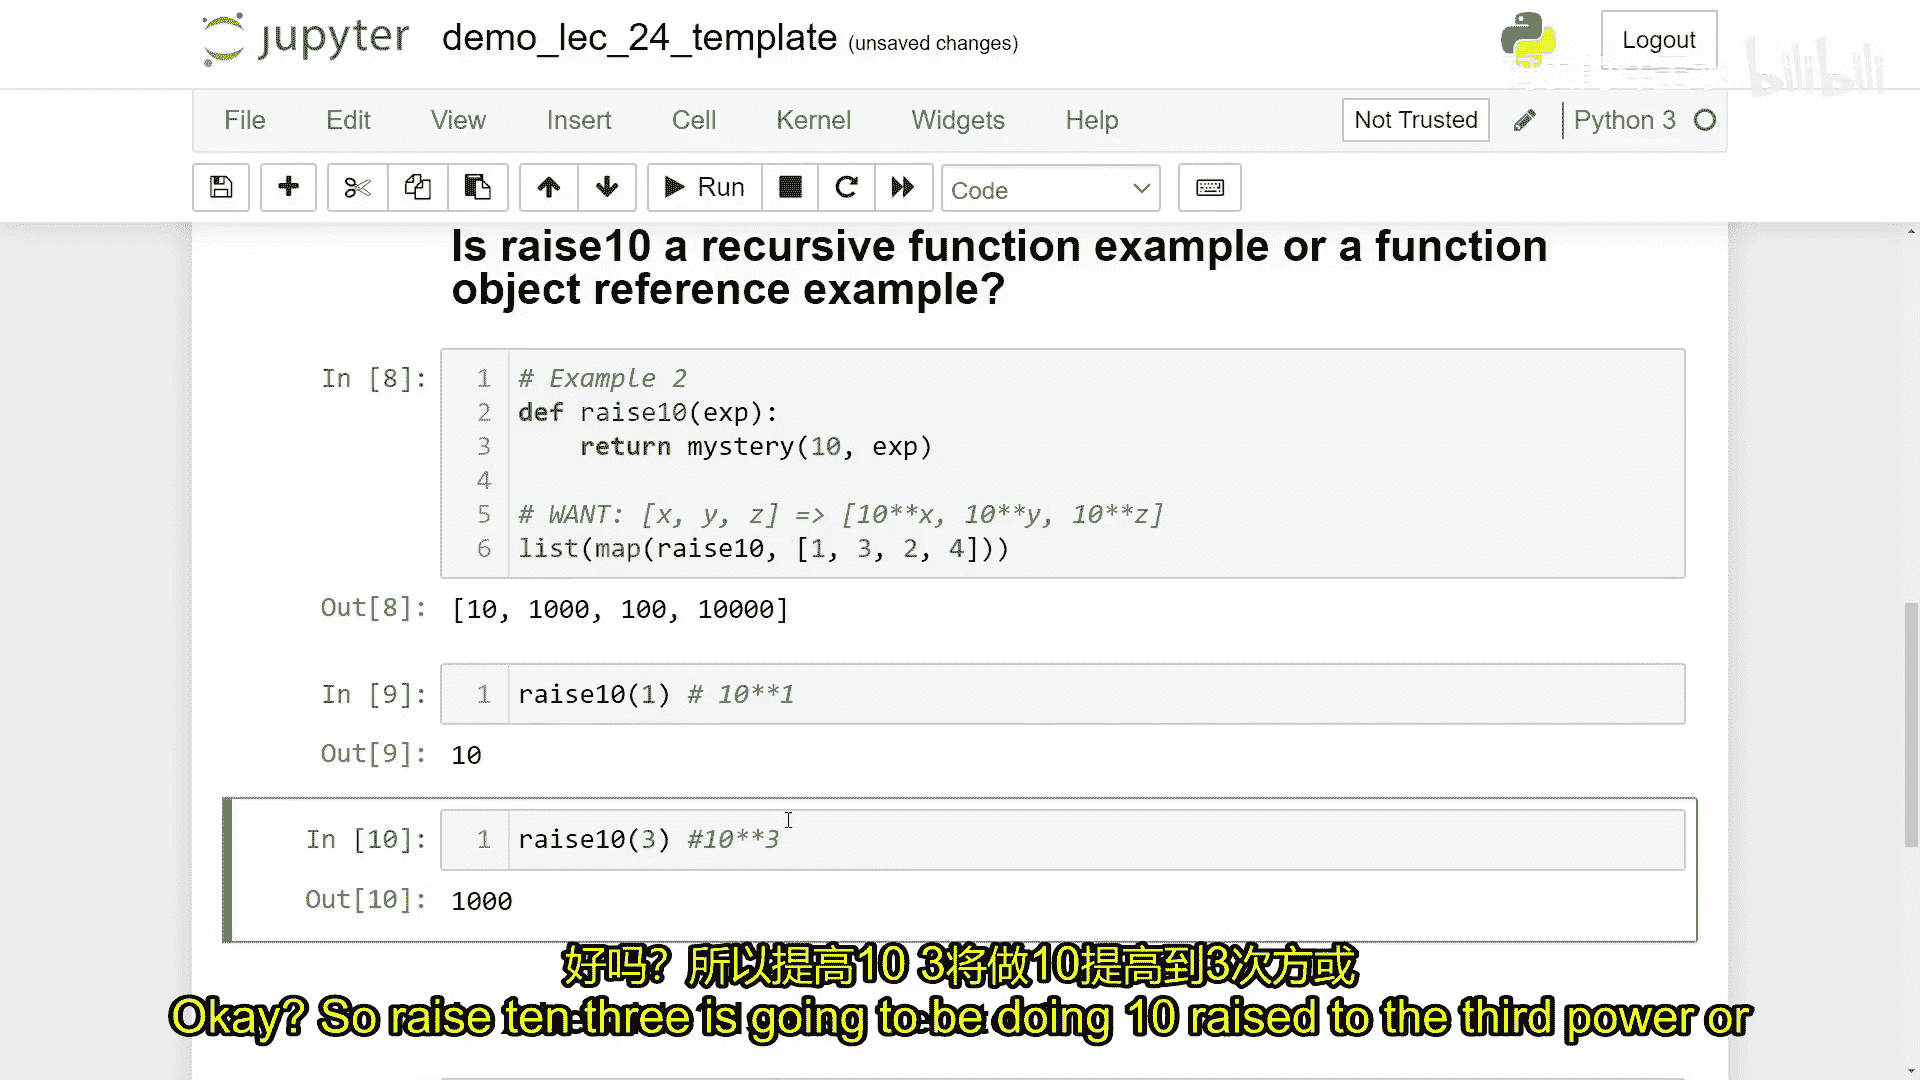 jupyter demo_lec_24_template (unsaved changes)
Logout
bilibili
File Edit View Insert Cell Kernel Widgets Help
Not Trusted
Python 3
Run
Code
Is raise10 a recursive function example or a function
object reference example?
In [8]:
1 # Example 2
2 def raise10(exp):
3     return mystery(10, exp)
4
5 # WANT: [x, y, z] => [10**x, 10**y, 10**z]
6 list(map(raise10, [1, 3, 2, 4]))
Out[8]: [10, 1000, 100, 10000]
In [9]: 1 raise10(1) # 10**1
Out[9]: 10
In [10]: 1 raise10(3) #10**3
Out[10]: 1000
好吗？所以提高10 3将做10提高到3次方或
Okay? So raise ten three is going to be doing 10 raised to the third power or